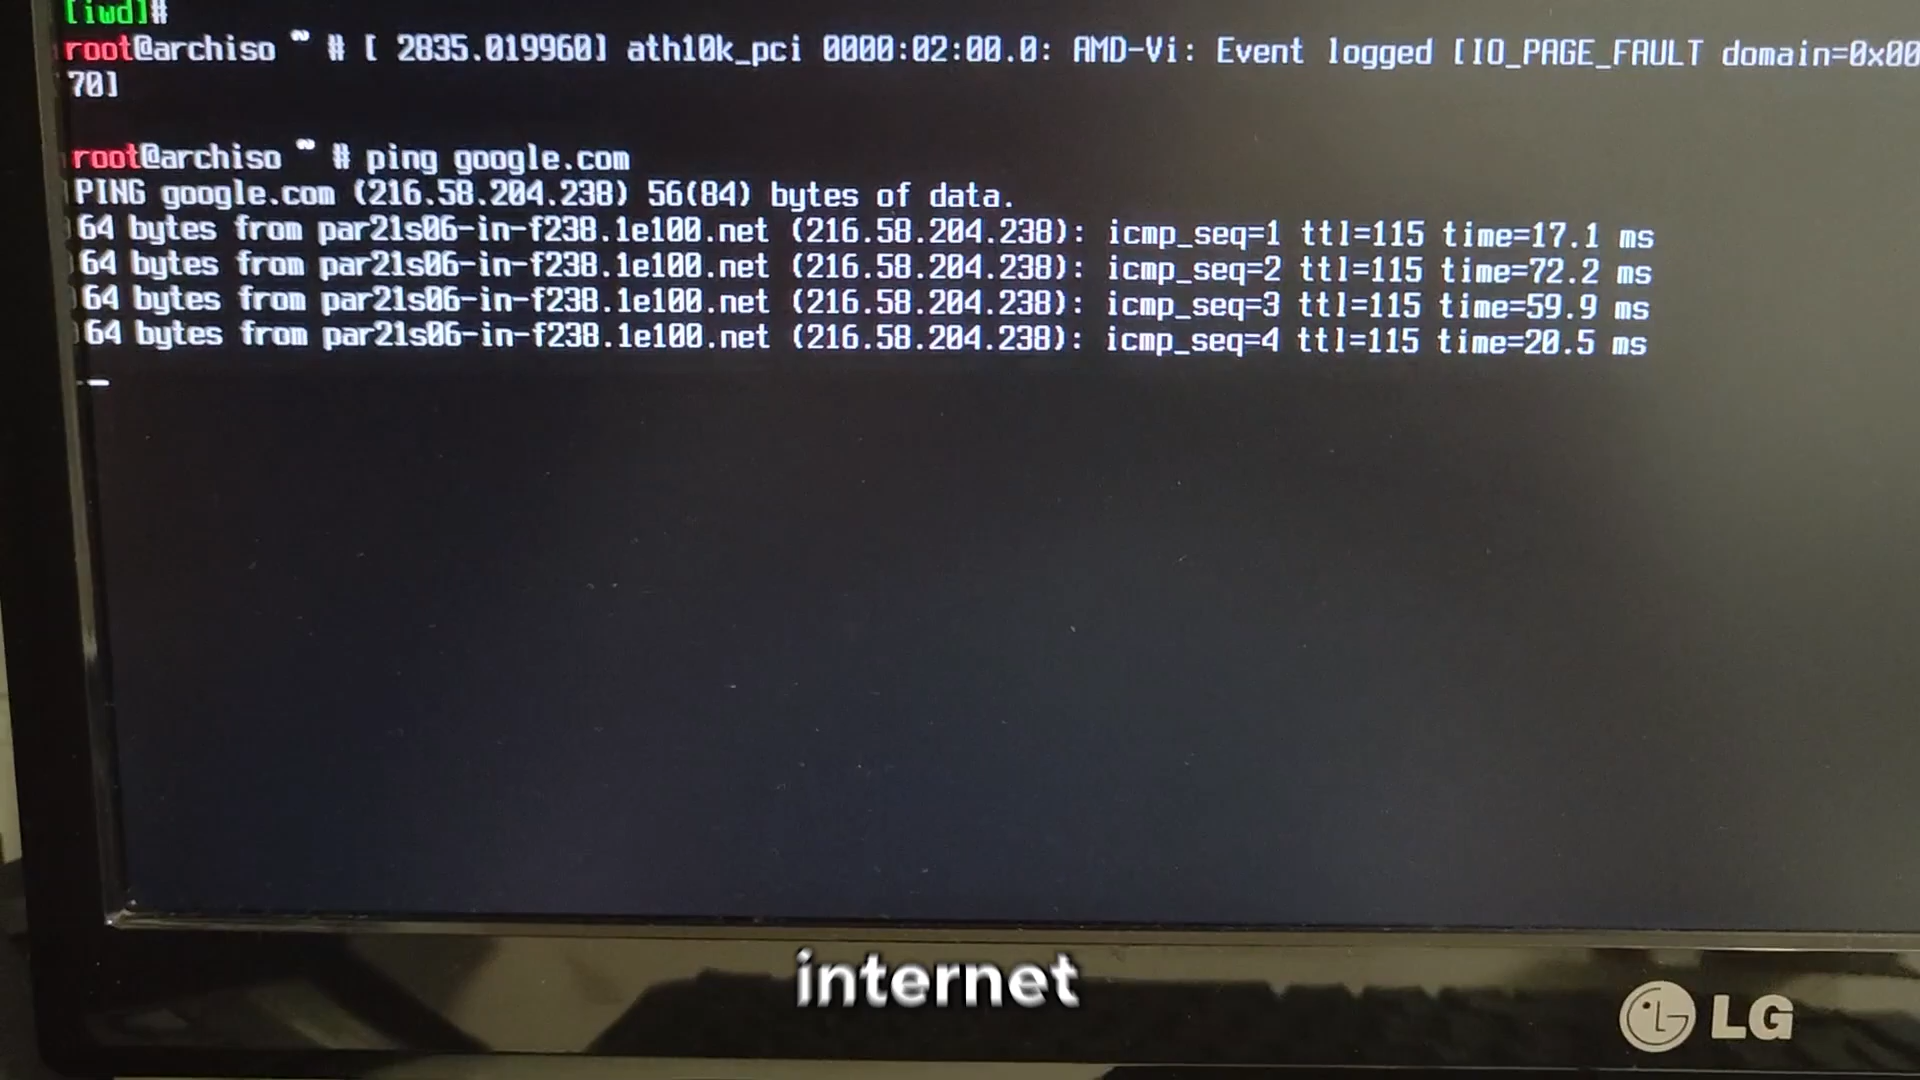 [iwd]#
root@archiso ~ # [ 2835.019960] ath10k_pci 0000:02:00.0: AMD-Vi: Event logged [IO_PAGE_FAULT domain=0x00
70]
root@archiso ~ # ping google.com
PING google.com (216.58.204.238) 56(84) bytes of data.
64 bytes from par21s06-in-f238.1e100.net (216.58.204.238): icmp_seq=1 ttl=115 time=17.1 ms
64 bytes from par21s06-in-f238.1e100.net (216.58.204.238): icmp_seq=2 ttl=115 time=72.2 ms
64 bytes from par21s06-in-f238.1e100.net (216.58.204.238): icmp_seq=3 ttl=115 time=59.9 ms
64 bytes from par21s06-in-f238.1e100.net (216.58.204.238): icmp_seq=4 ttl=115 time=20.5 ms
internet
LG